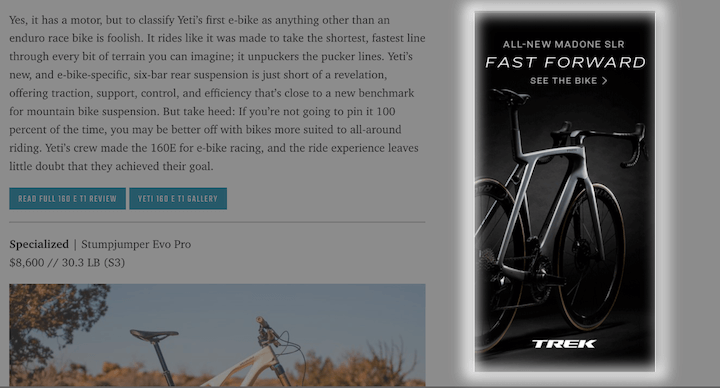 Yes, it has a motor, but to classify Yeti’s first e-bike as anything other than an
enduro race bike is foolish. It rides like it was made to take the shortest, fastest line
through every bit of terrain you can imagine; it unpuckers the pucker lines. Yeti’s
new, and e-bike-specific, six-bar rear suspension is just short of a revelation,
offering traction, support, control, and efficiency that’s close to a new benchmark
for mountain bike suspension. But take heed: If you’re not going to pin it 100
percent of the time, you may be better off with bikes more suited to all-around
riding. Yeti’s crew made the 160E for e-bike racing, and the ride experience leaves
little doubt that they achieved their goal.
READ FULL 160 E T1 REVIEW
YETI 160 E T1 GALLERY
Specialized | Stumpjumper Evo Pro
$8,600 // 30.3 LB (S3)
ALL-NEW MADONE SLR
FAST FORWARD
SEE THE BIKE >
TREK